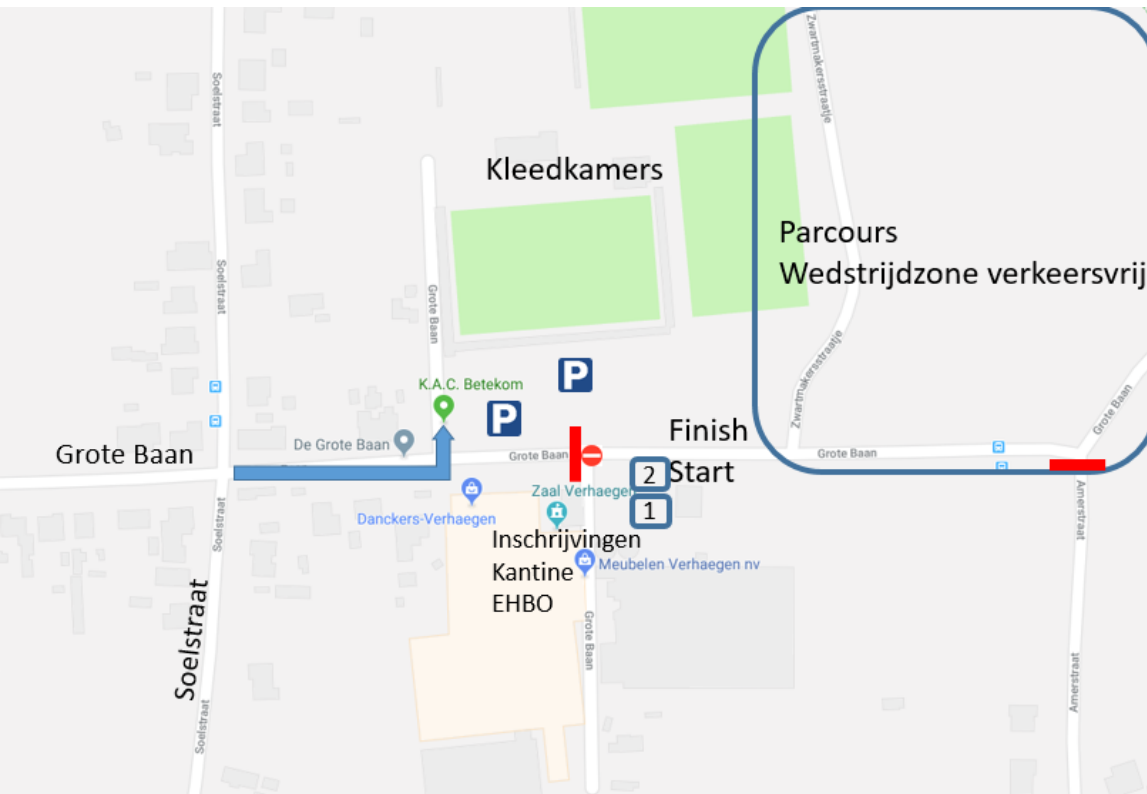 Zwartmakersstraatje
Soelstraat
Kleedkamers
Parcours
Wedstrijdzone verkeersvrij
Soelstraat
Grote Baan
Zwartmakersstraatje
K.A.C. Betekom
P
P
Grote Baan
Finish
Grote Baan
De Grote Baan
Grote Baan
Grote Baan
2
Start
Zaal Verhaegen
1
Danckers-Verhaegen
Soelstraat
Amerstraat
Inschrijvingen
Kantine
EHBO
Meubelen Verhaegen nv
Soelstraat
Grote Baan
Amerstraat
Soelstraat